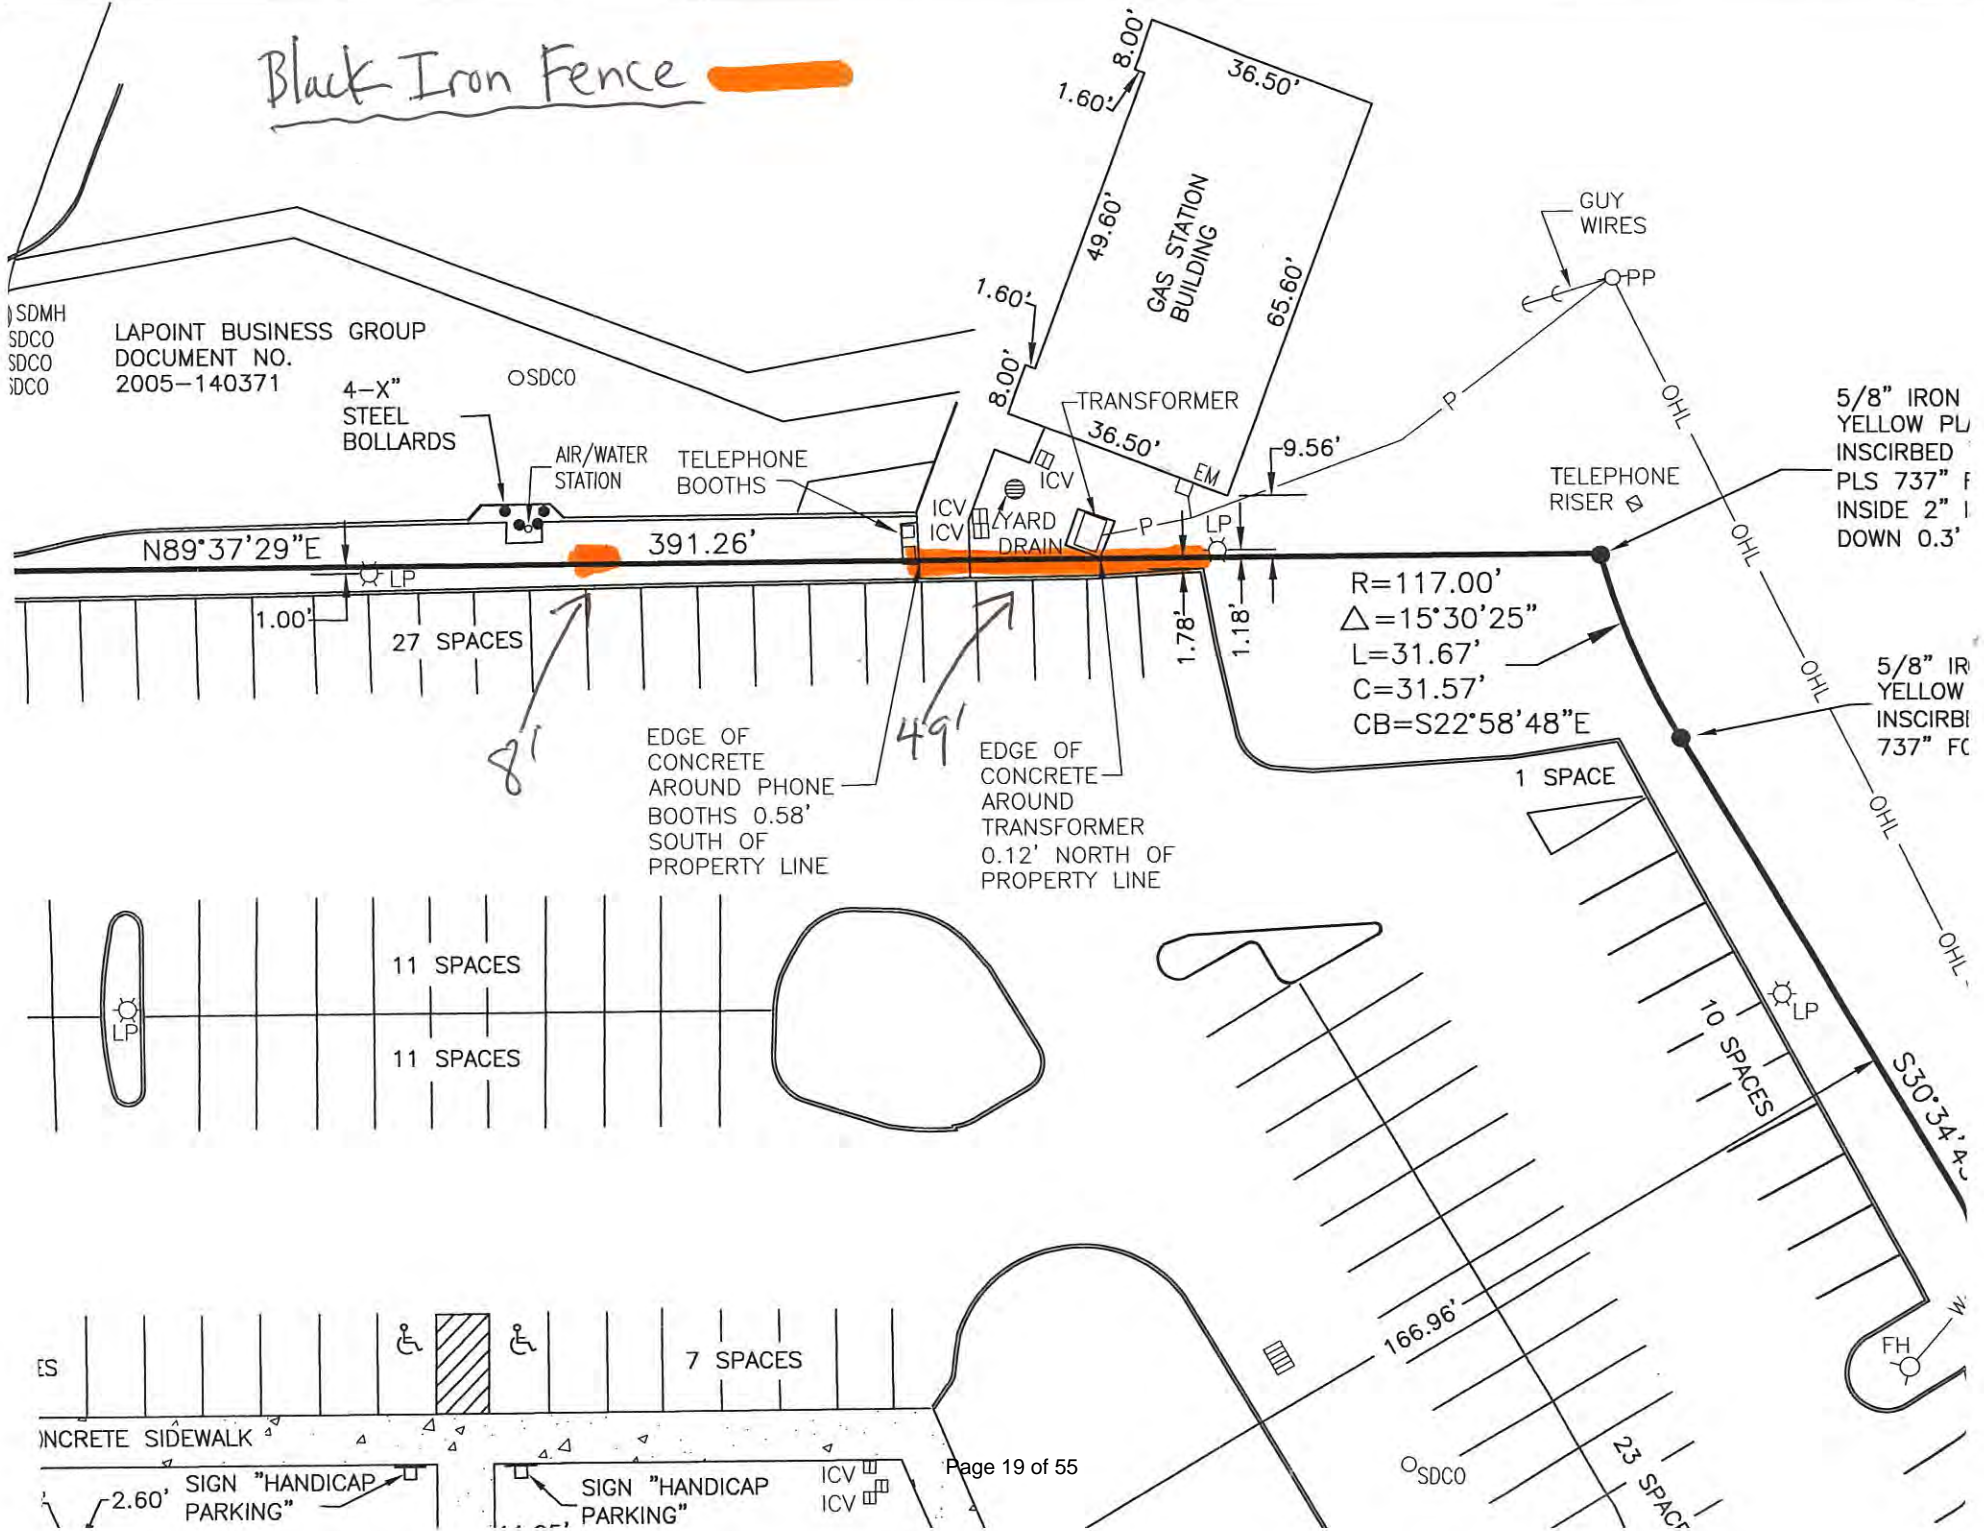 Black Iron Fence
8.00'
1.60'
36.50'
49.60'
GAS STATION
BUILDING
65.60'
1.60'
8.00'
36.50'
GUY
WIRES
PP
SDMH
SDCO
SDCO
SDCO
LAPOINT BUSINESS GROUP
DOCUMENT NO.
2005-140371
4-X"
STEEL
BOLLARDS
SDCO
AIR/WATER
STATION
TELEPHONE
BOOTHS
TRANSFORMER
ICV
ICV
ICV
YARD
DRAIN
EM
9.56'
P
P
LP
OHL
OHL
OHL
OHL
OHL
TELEPHONE
RISER
5/8" IRON
YELLOW PLA
INSCIRBED
PLS 737" F
INSIDE 2"
DOWN 0.3'
N89°37'29"E
391.26'
LP
1.00'
27 SPACES
8'
49'
1.78'
1.18'
R=117.00'
△=15°30'25"
L=31.67'
C=31.57'
CB=S22°58'48"E
5/8" IR
YELLOW
INSCIRBE
737" FO
EDGE OF
CONCRETE
AROUND PHONE
BOOTHS 0.58'
SOUTH OF
PROPERTY LINE
EDGE OF
CONCRETE
AROUND
TRANSFORMER
0.12' NORTH OF
PROPERTY LINE
1 SPACE
11 SPACES
LP
11 SPACES
LP
10 SPACES
S30°34'4
166.96'
FH
W
7 SPACES
ES
ONCRETE SIDEWALK
2.60'
SIGN "HANDICAP
PARKING"
SIGN "HANDICAP
PARKING"
ICV
ICV
Page 19 of 55
SDCO
23 SPAC